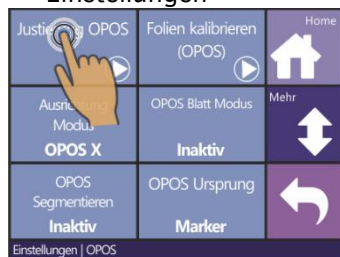 Einstellungen
Justierung OPOS
Folien kalibrieren
(OPOS)
Home
Ausrichtung
Modus
OPOS X
OPOS Blatt Modus
Inaktiv
Mehr
OPOS
Segmentieren
Inaktiv
OPOS Ursprung
Marker
Einstellungen | OPOS